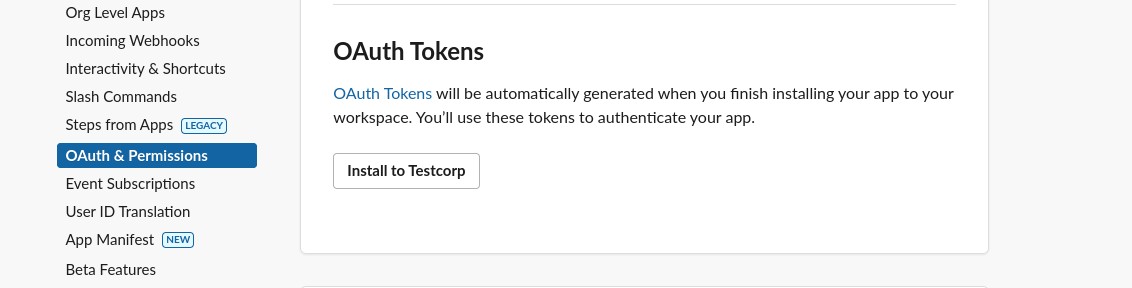 Org Level Apps
Incoming Webhooks
Interactivity & Shortcuts
Slash Commands
Steps from Apps LEGACY
OAuth & Permissions
Event Subscriptions
User ID Translation
App Manifest NEW
Beta Features
OAuth Tokens
OAuth Tokens will be automatically generated when you finish installing your app to your
workspace. You’ll use these tokens to authenticate your app.
Install to Testcorp